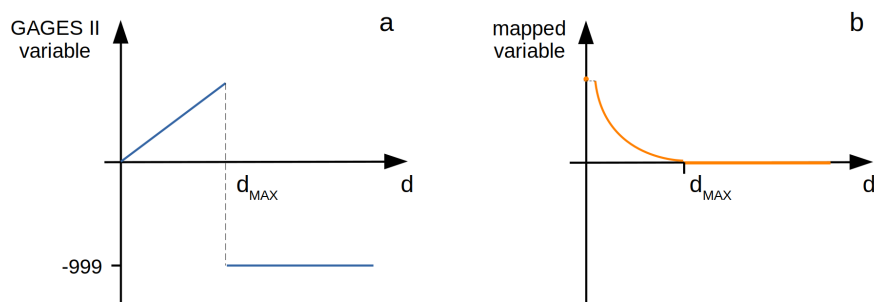 GAGES II
variable
a
d_MAX
d
-999
mapped
variable
b
d_MAX
d